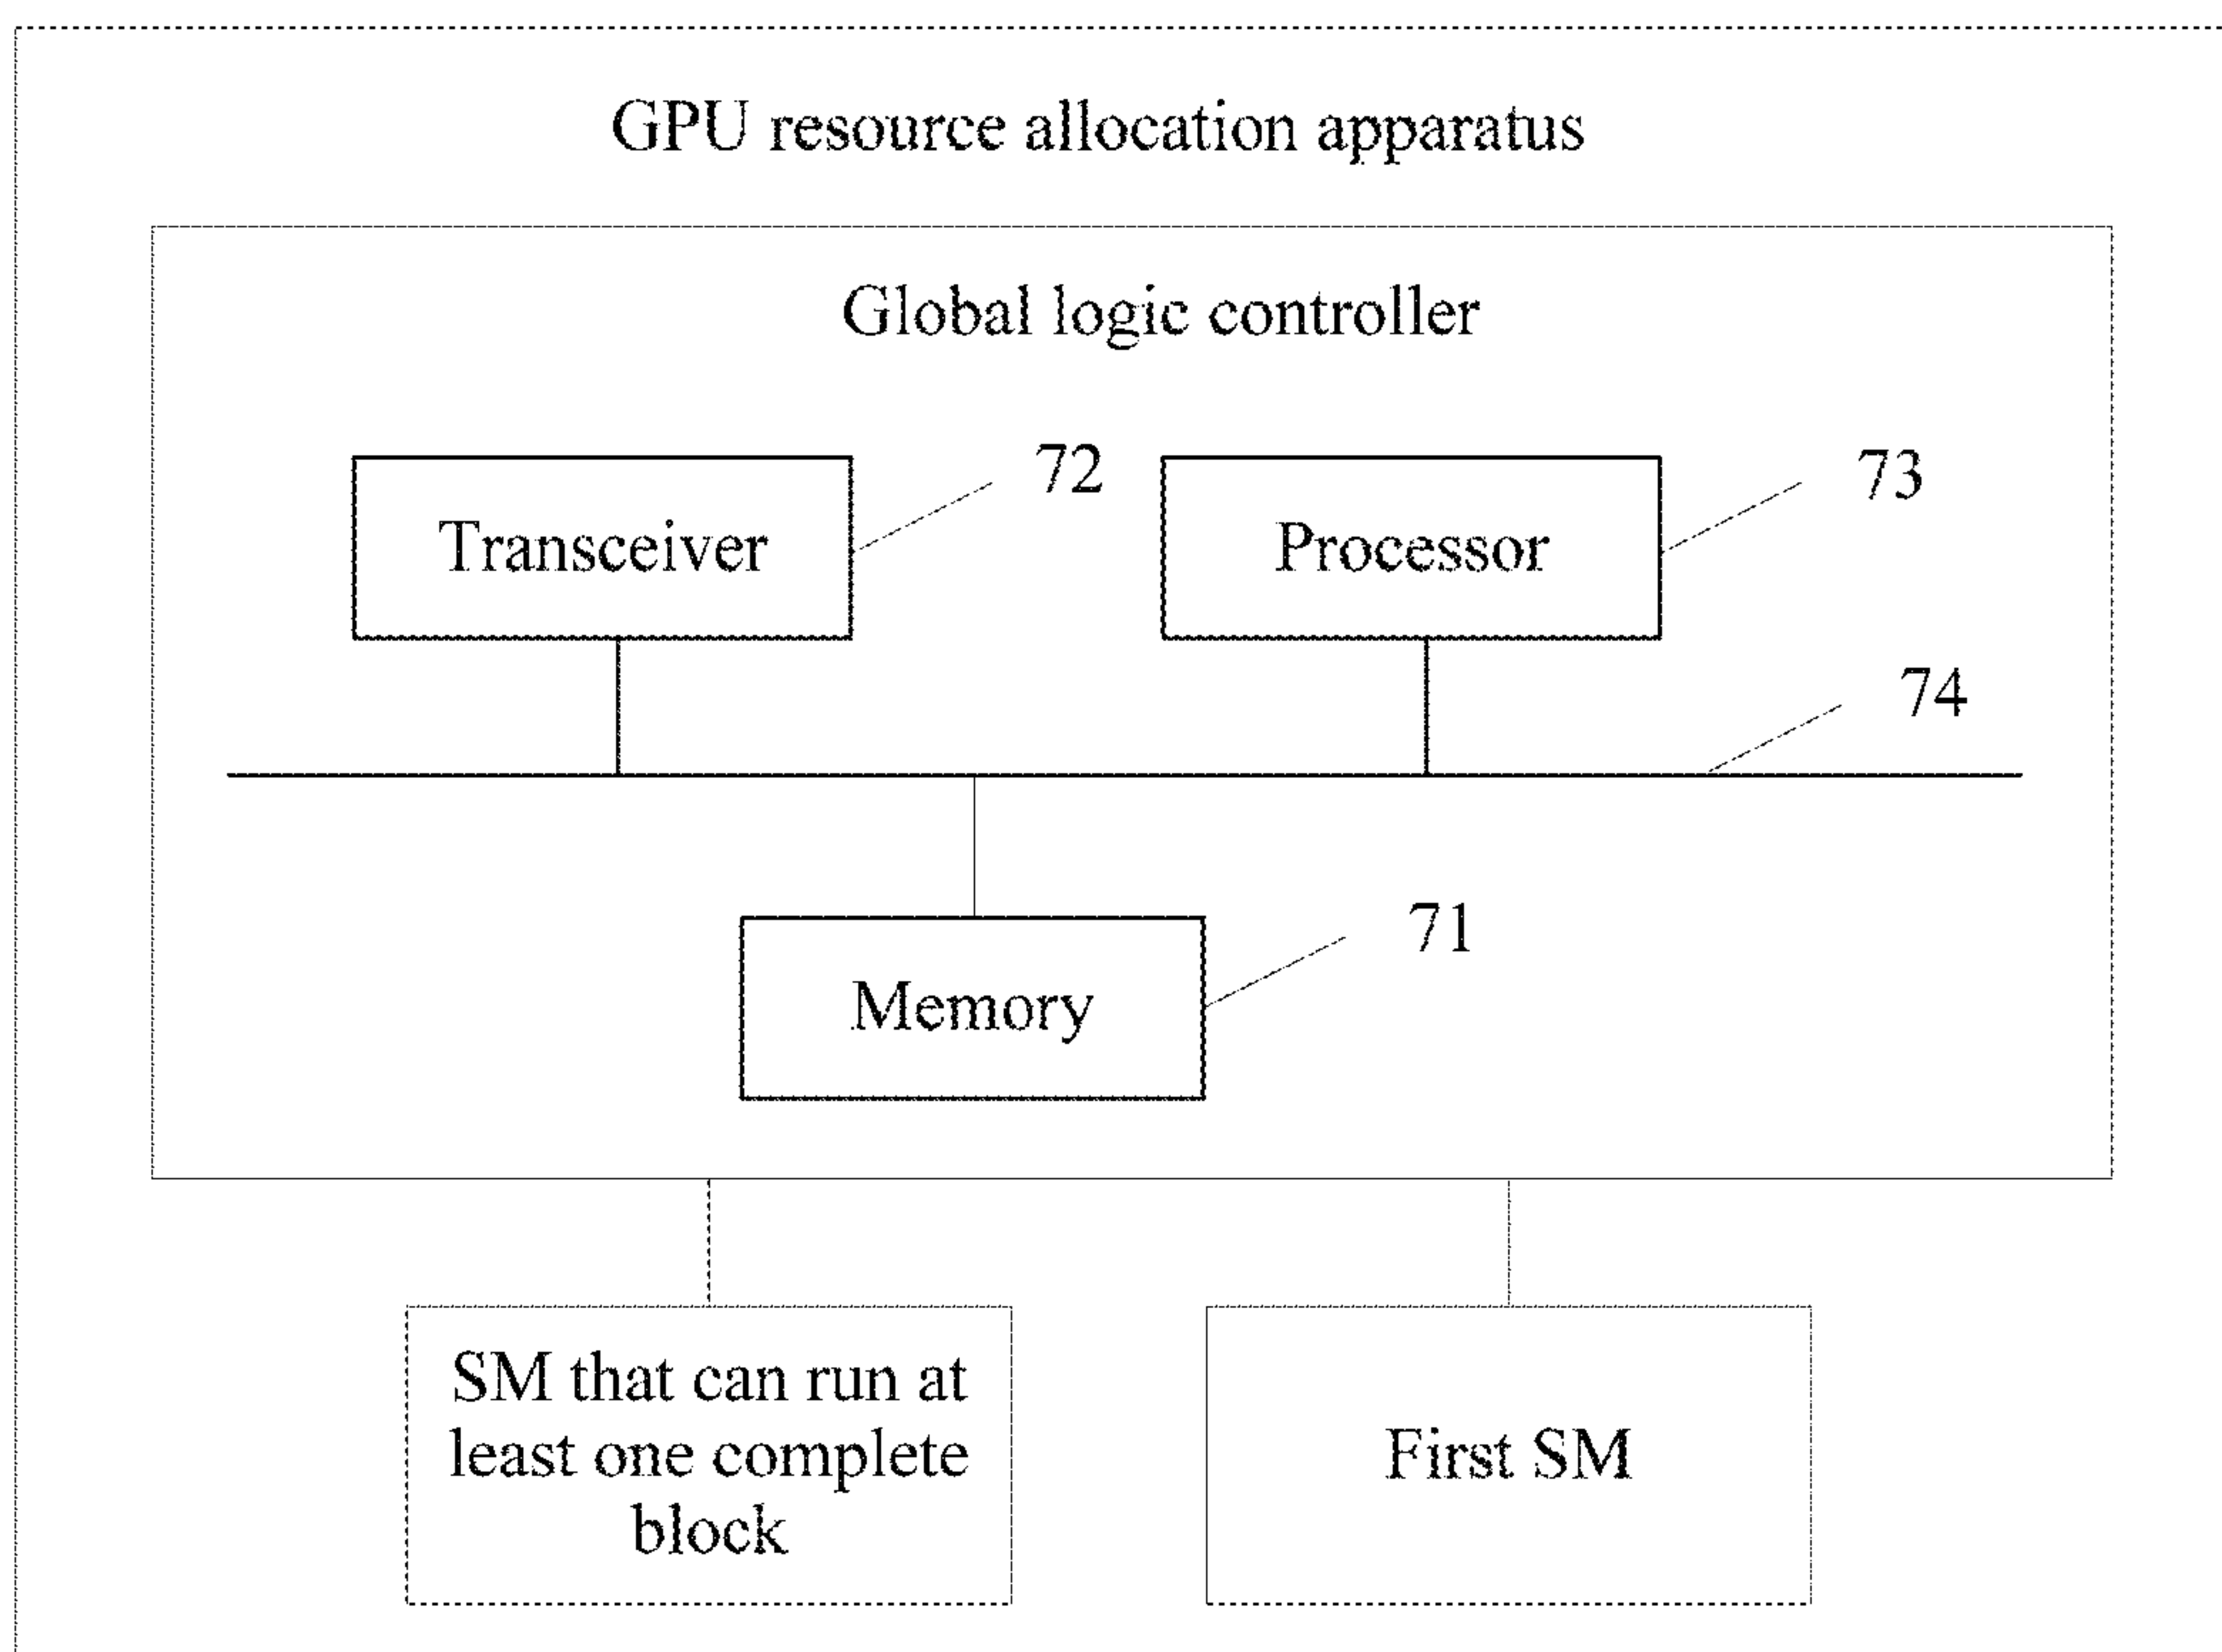 GPU resource allocation apparatus
Global logic controller
72
73
Transceiver
Processor
74
71
Memory
SM that can run at
least one complete
block
First SM